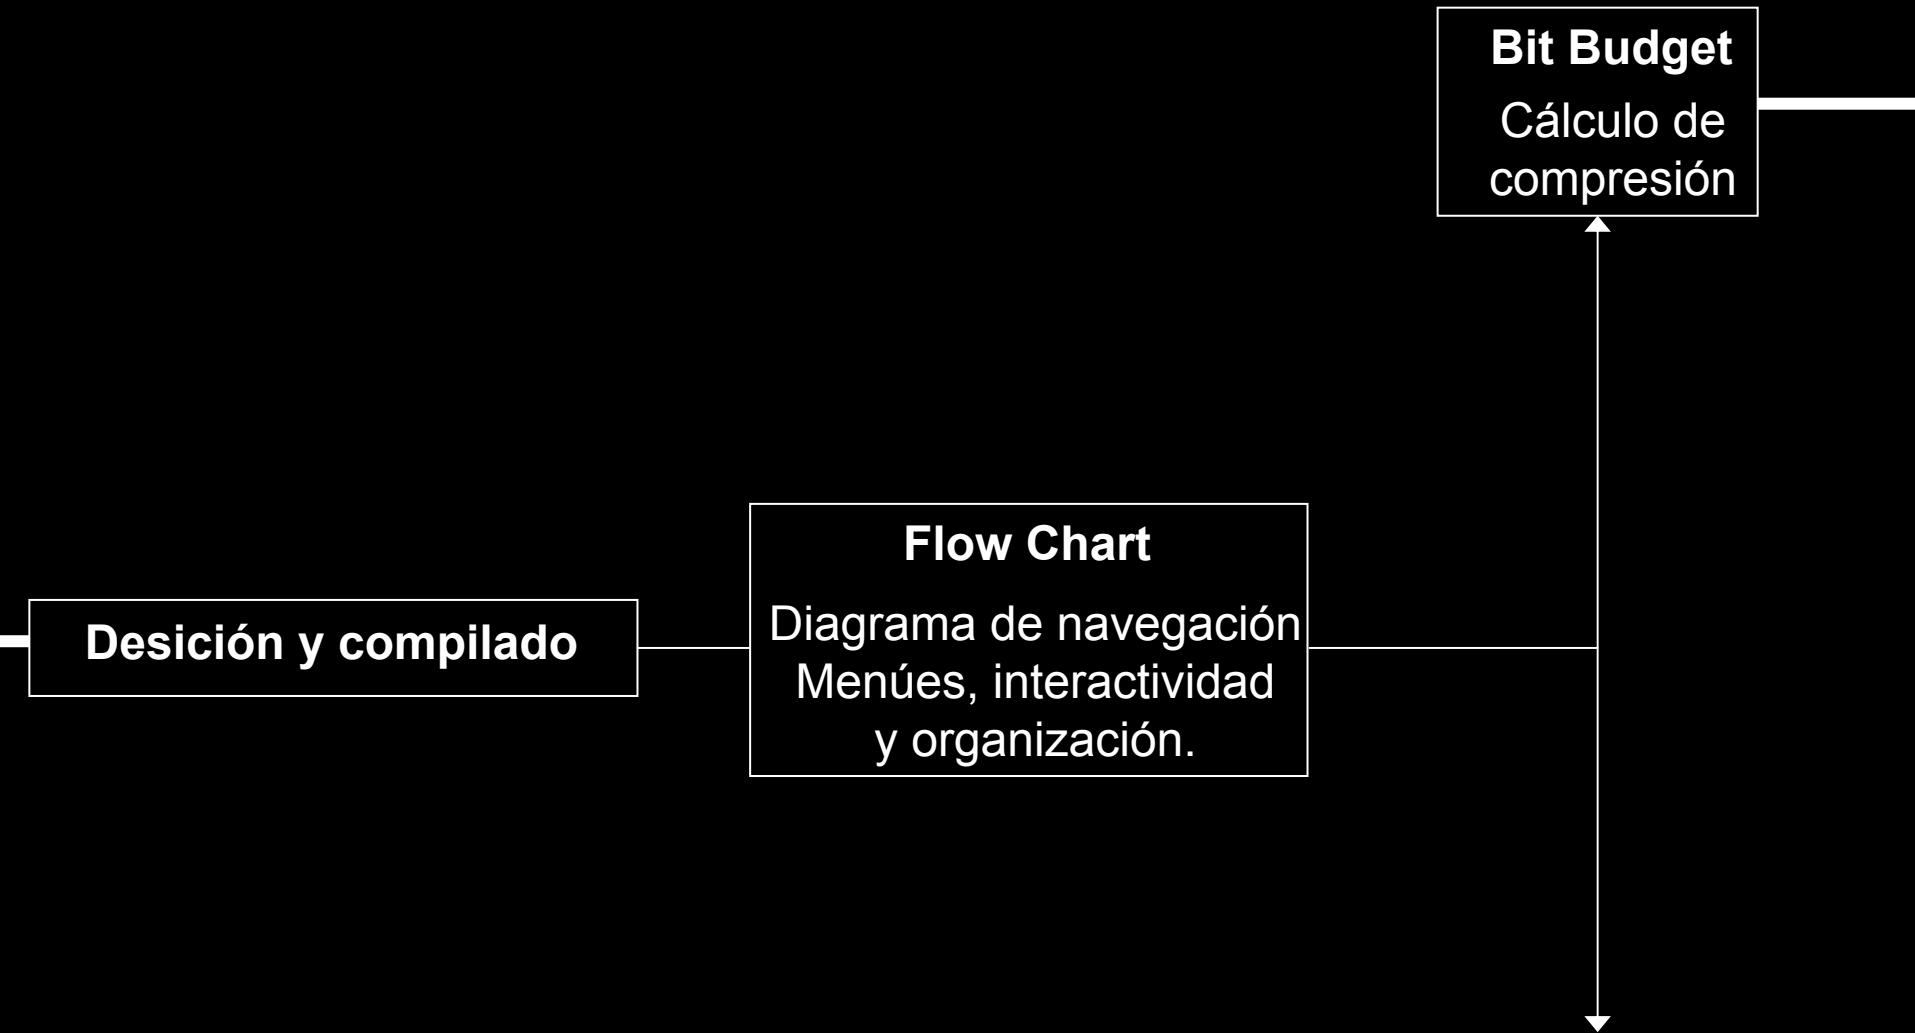 Bit Budget
Cálculo de
compresión
Flow Chart
Diagrama de navegación
Menúes, interactividad
y organización.
Desición y compilado